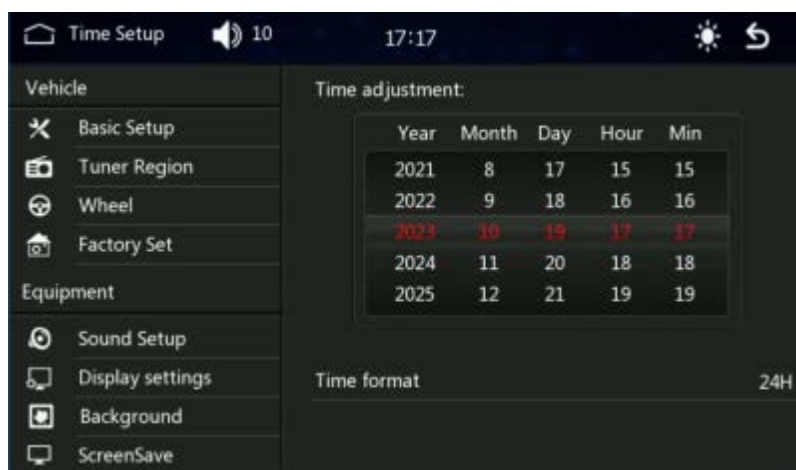 Time Setup 10 17:17
Vehicle
Basic Setup
Tuner Region
Wheel
Factory Set
Equipment
Sound Setup
Display settings
Background
ScreenSave
Time adjustment:
Year Month Day Hour Min
2021 8 17 15 15
2022 9 18 16 16
2023 10 19 17 17
2024 11 20 18 18
2025 12 21 19 19
Time format 24H